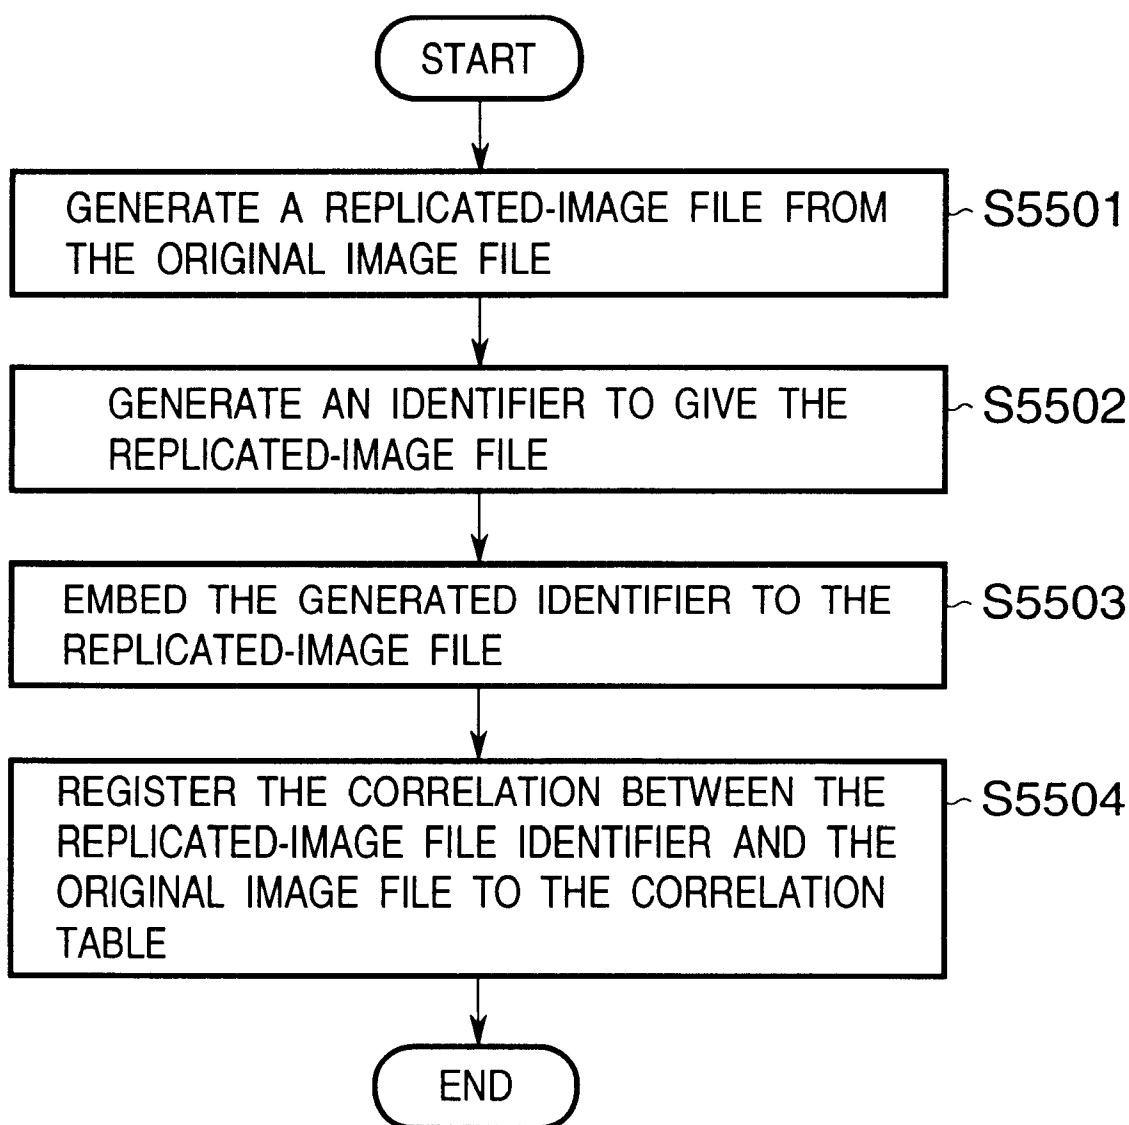 START
GENERATE A REPLICATED-IMAGE FILE FROM
THE ORIGINAL IMAGE FILE
S5501
GENERATE AN IDENTIFIER TO GIVE THE
REPLICATED-IMAGE FILE
S5502
EMBED THE GENERATED IDENTIFIER TO THE
REPLICATED-IMAGE FILE
S5503
REGISTER THE CORRELATION BETWEEN THE
REPLICATED-IMAGE FILE IDENTIFIER AND THE
ORIGINAL IMAGE FILE TO THE CORRELATION
TABLE
S5504
END